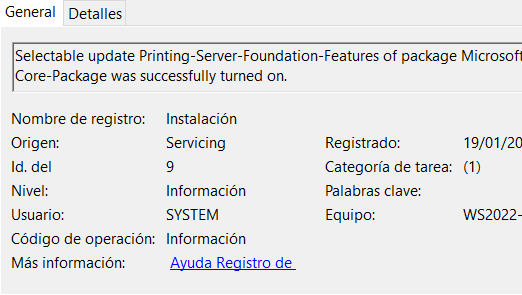 General Detalles
Selectable update Printing-Server-Foundation-Features of package Microsoft
Core-Package was successfully turned on.
Nombre de registro: Instalación
Origen: Servicing Registrado: 19/01/20
Id. del 9 Categoría de tarea: (1)
Nivel: Información Palabras clave:
Usuario: SYSTEM Equipo: WS2022-
Código de operación: Información
Más información: Ayuda Registro de